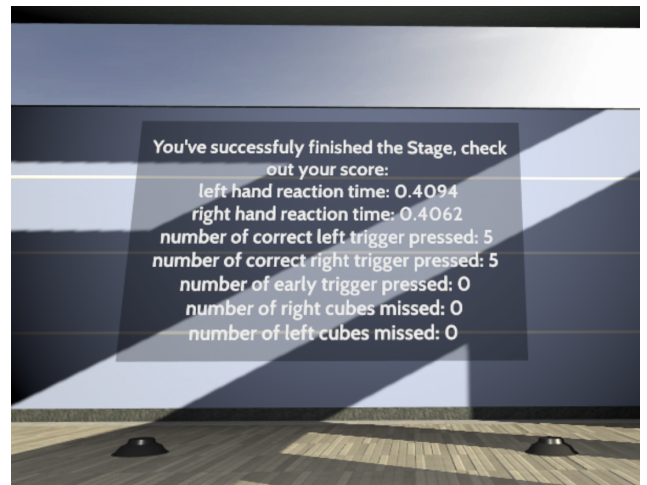 You've successfuly finished the Stage, check
out your score:
left hand reaction time: 0.4094
right hand reaction time: 0.4062
number of correct left trigger pressed: 5
number of correct right trigger pressed: 5
number of early trigger pressed: 0
number of right cubes missed: 0
number of left cubes missed: 0